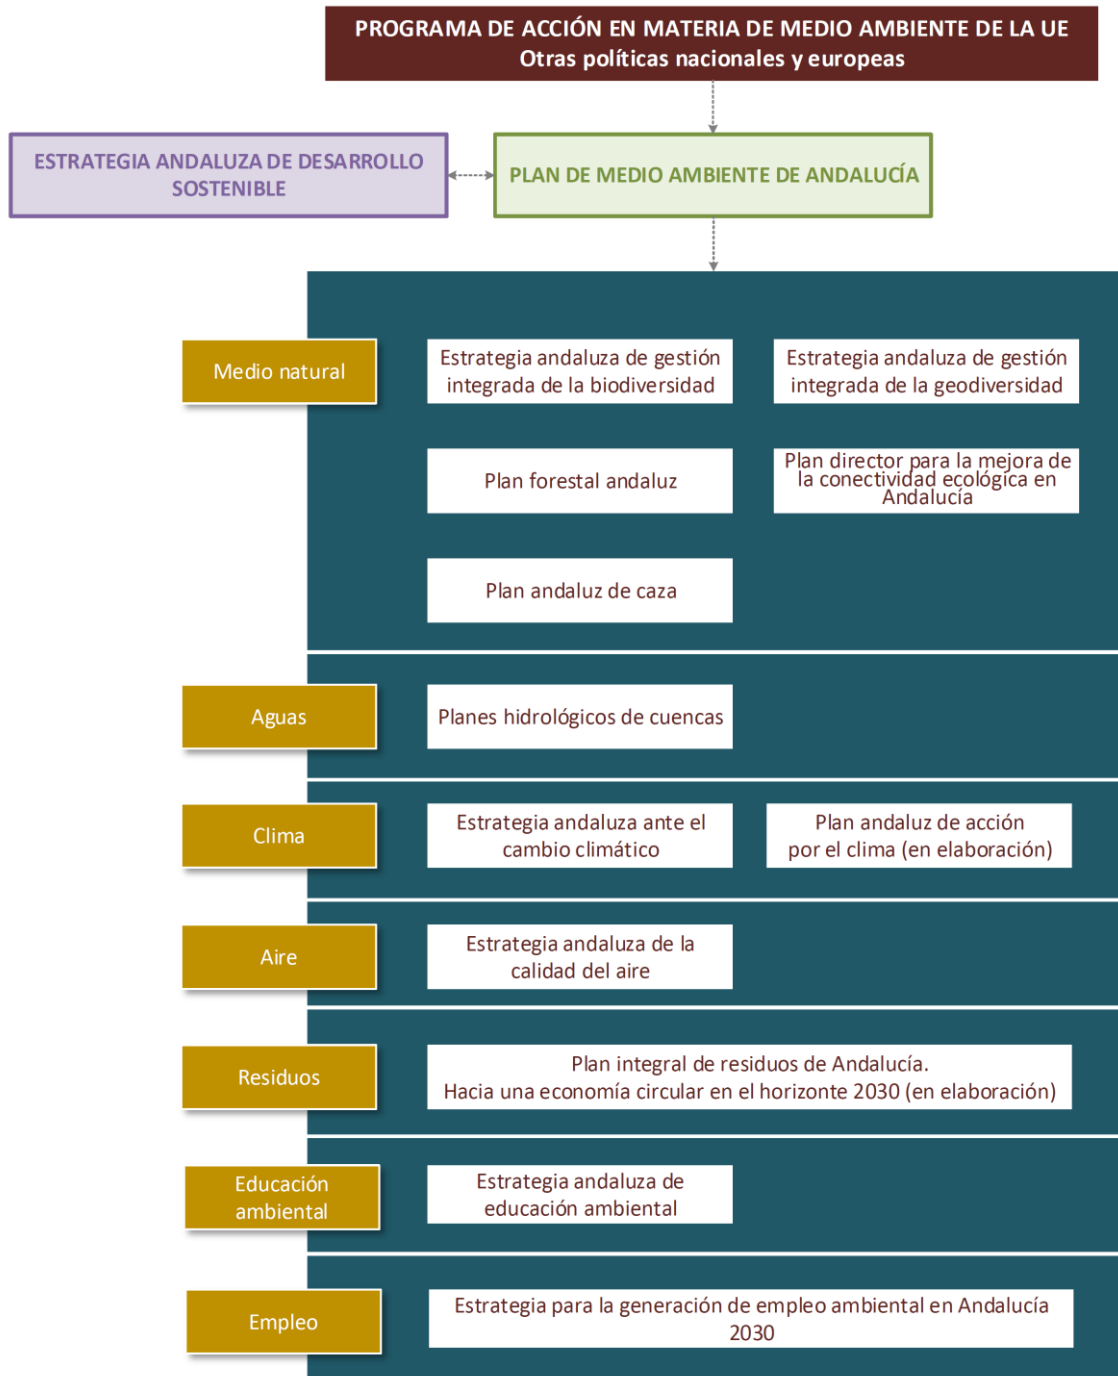 PROGRAMA DE ACCIÓN EN MATERIA DE MEDIO AMBIENTE DE LA UE
Otras políticas nacionales y europeas
ESTRATEGIA ANDALUZA DE DESARROLLO
SOSTENIBLE
PLAN DE MEDIO AMBIENTE DE ANDALUCÍA
Medio natural
Estrategia andaluza de gestión
integrada de la biodiversidad
Estrategia andaluza de gestión
integrada de la geodiversidad
Plan forestal andaluz
Plan director para la mejora de
la conectividad ecológica en
Andalucía
Plan andaluz de caza
Aguas
Planes hidrológicos de cuencas
Clima
Estrategia andaluza ante el
cambio climático
Plan andaluz de acción
por el clima (en elaboración)
Aire
Estrategia andaluza de la
calidad del aire
Residuos
Plan integral de residuos de Andalucía.
Hacia una economía circular en el horizonte 2030 (en elaboración)
Educación
ambiental
Estrategia andaluza de
educación ambiental
Empleo
Estrategia para la generación de empleo ambiental en Andalucía
2030